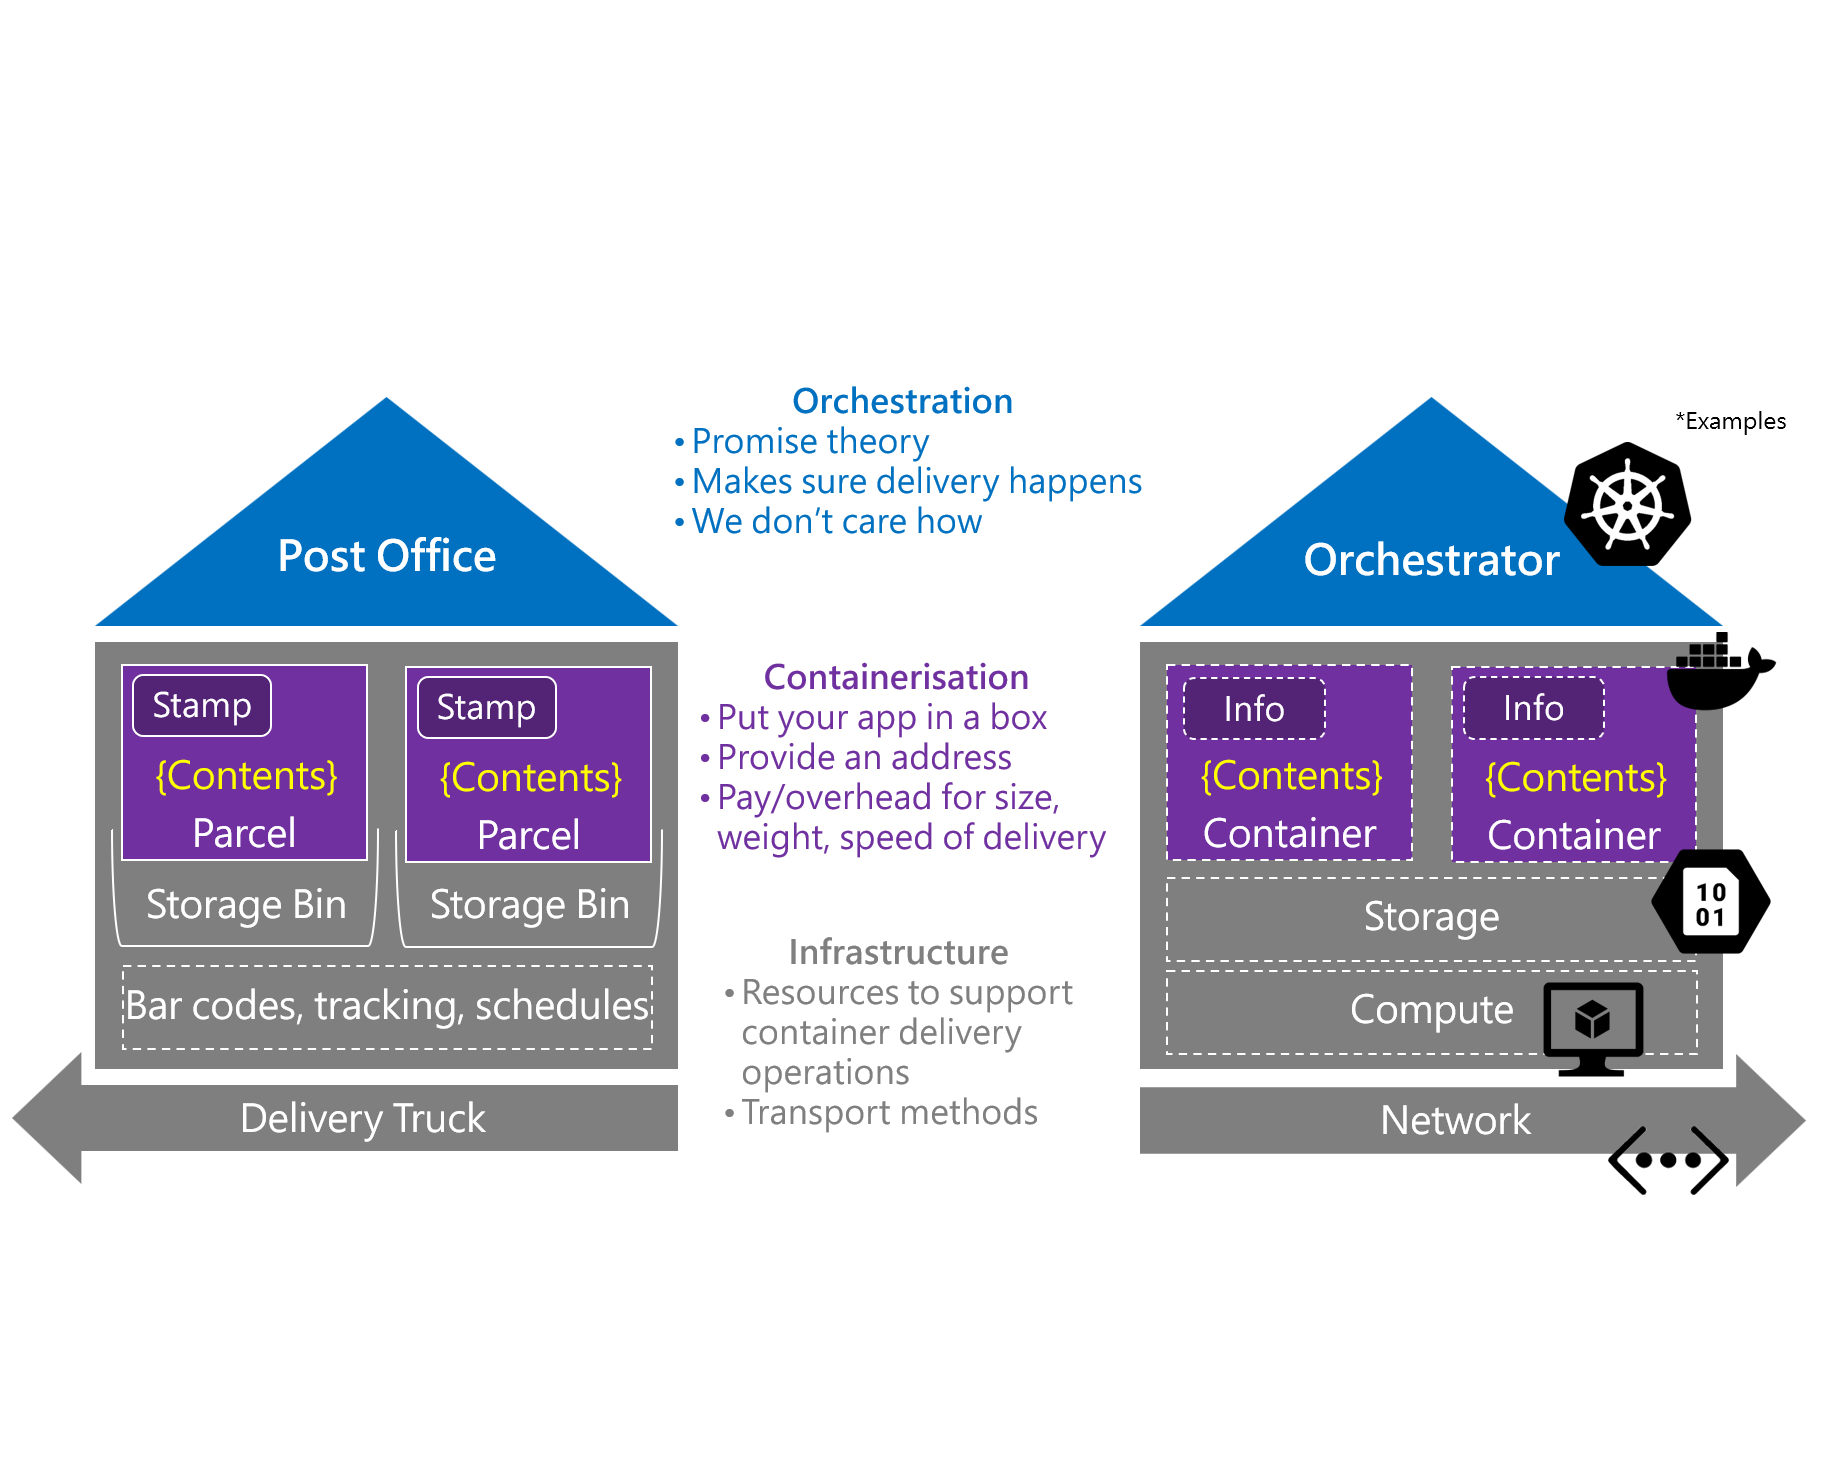 Orchestration
• Promise theory
• Makes sure delivery happens
• We don’t care how
*Examples
Post Office
Orchestrator
Stamp
{Contents}
Parcel
Storage Bin
Stamp
{Contents}
Parcel
Storage Bin
Bar codes, tracking, schedules
Delivery Truck
Containerisation
• Put your app in a box
• Provide an address
• Pay/overhead for size,
weight, speed of delivery
Infrastructure
• Resources to support
container delivery
operations
• Transport methods
Info
{Contents}
Container
Info
{Contents}
Container
Storage
10
01
Compute
Network